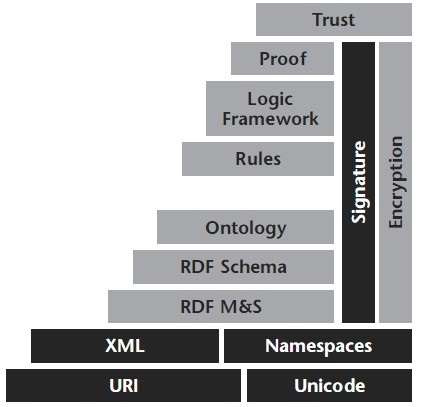 Trust
Proof
Logic
Framework
Rules
Signature
Encryption
Ontology
RDF Schema
RDF M&S
XML
Namespaces
URI
Unicode